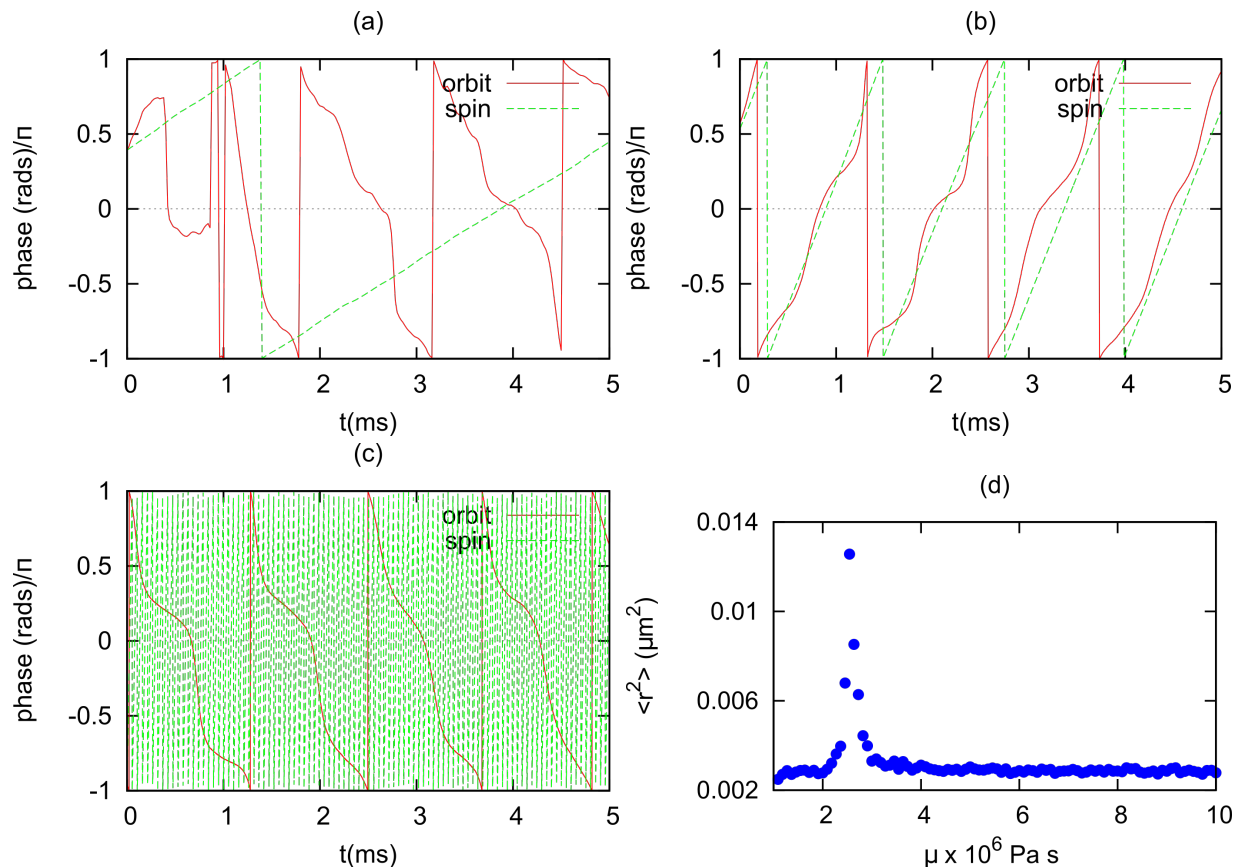 (a)
phase (rads)/π
1
0.5
0
-0.5
-1
orbit
spin
0 1 2 3 4 5
t(ms)
(b)
phase (rads)/π
1
0.5
0
-0.5
-1
orbit
spin
0 1 2 3 4 5
t(ms)
(c)
phase (rads)/π
1
0.5
0
-0.5
-1
orbit
spin
0 1 2 3 4 5
t(ms)
(d)
<r²> (μm²)
0.014
0.01
0.006
0.002
2 4 6 8 10
μ x 10⁶ Pa s